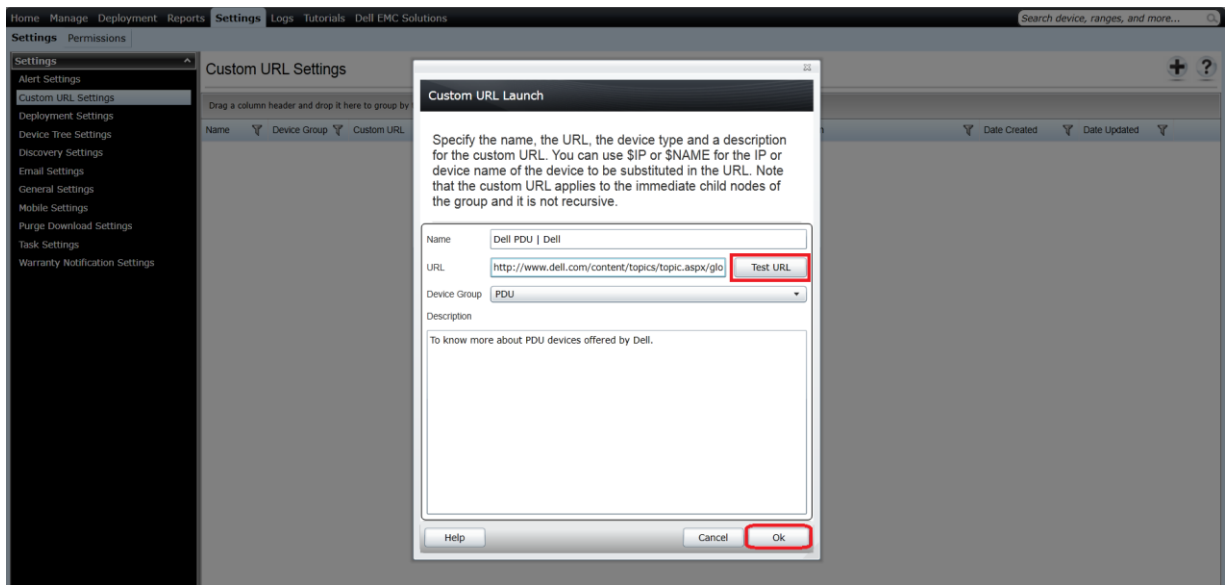 Home Manage Deployment Reports Settings Logs Tutorials Dell EMC Solutions
Search device, ranges, and more...
Settings Permissions
Settings
Alert Settings
Custom URL Settings
Deployment Settings
Device Tree Settings
Discovery Settings
Email Settings
General Settings
Mobile Settings
Purge Download Settings
Task Settings
Warranty Notification Settings
Custom URL Settings
Drag a column header and drop it here to group by
Name Device Group Custom URL
Date Created Date Updated
Custom URL Launch
Specify the name, the URL, the device type and a description
for the custom URL. You can use $IP or $NAME for the IP or
device name of the device to be substituted in the URL. Note
that the custom URL applies to the immediate child nodes of
the group and it is not recursive.
Name Dell PDU | Dell
URL http://www.dell.com/content/topics/topic.aspx/glo Test URL
Device Group PDU
Description
To know more about PDU devices offered by Dell.
Help Cancel Ok